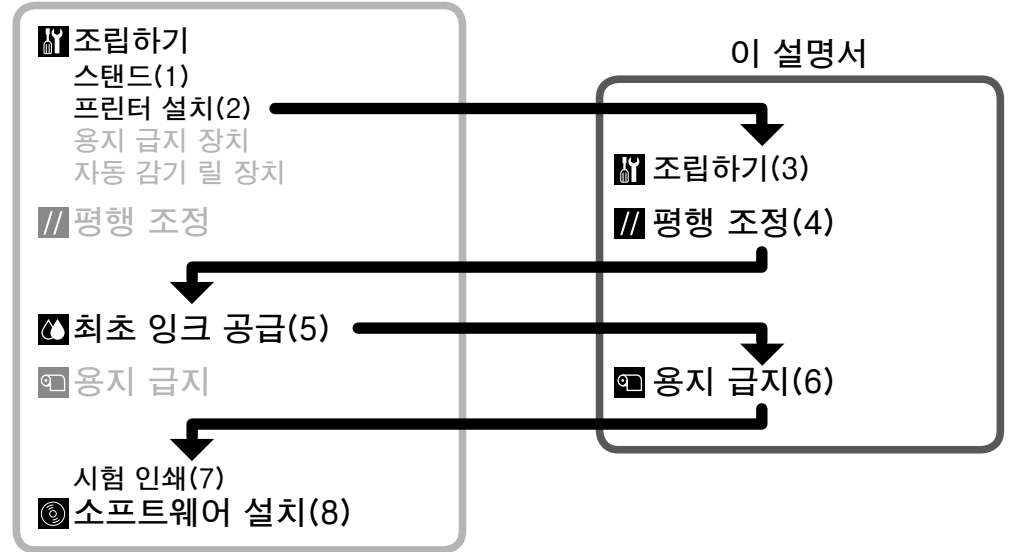 조립하기
스탠드(1)
프린터 설치(2)
용지 급지 장치
자동 감기 릴 장치
평행 조정
최초 잉크 공급(5)
용지 급지
시험 인쇄(7)
소프트웨어 설치(8)
이 설명서
조립하기(3)
평행 조정(4)
용지 급지(6)